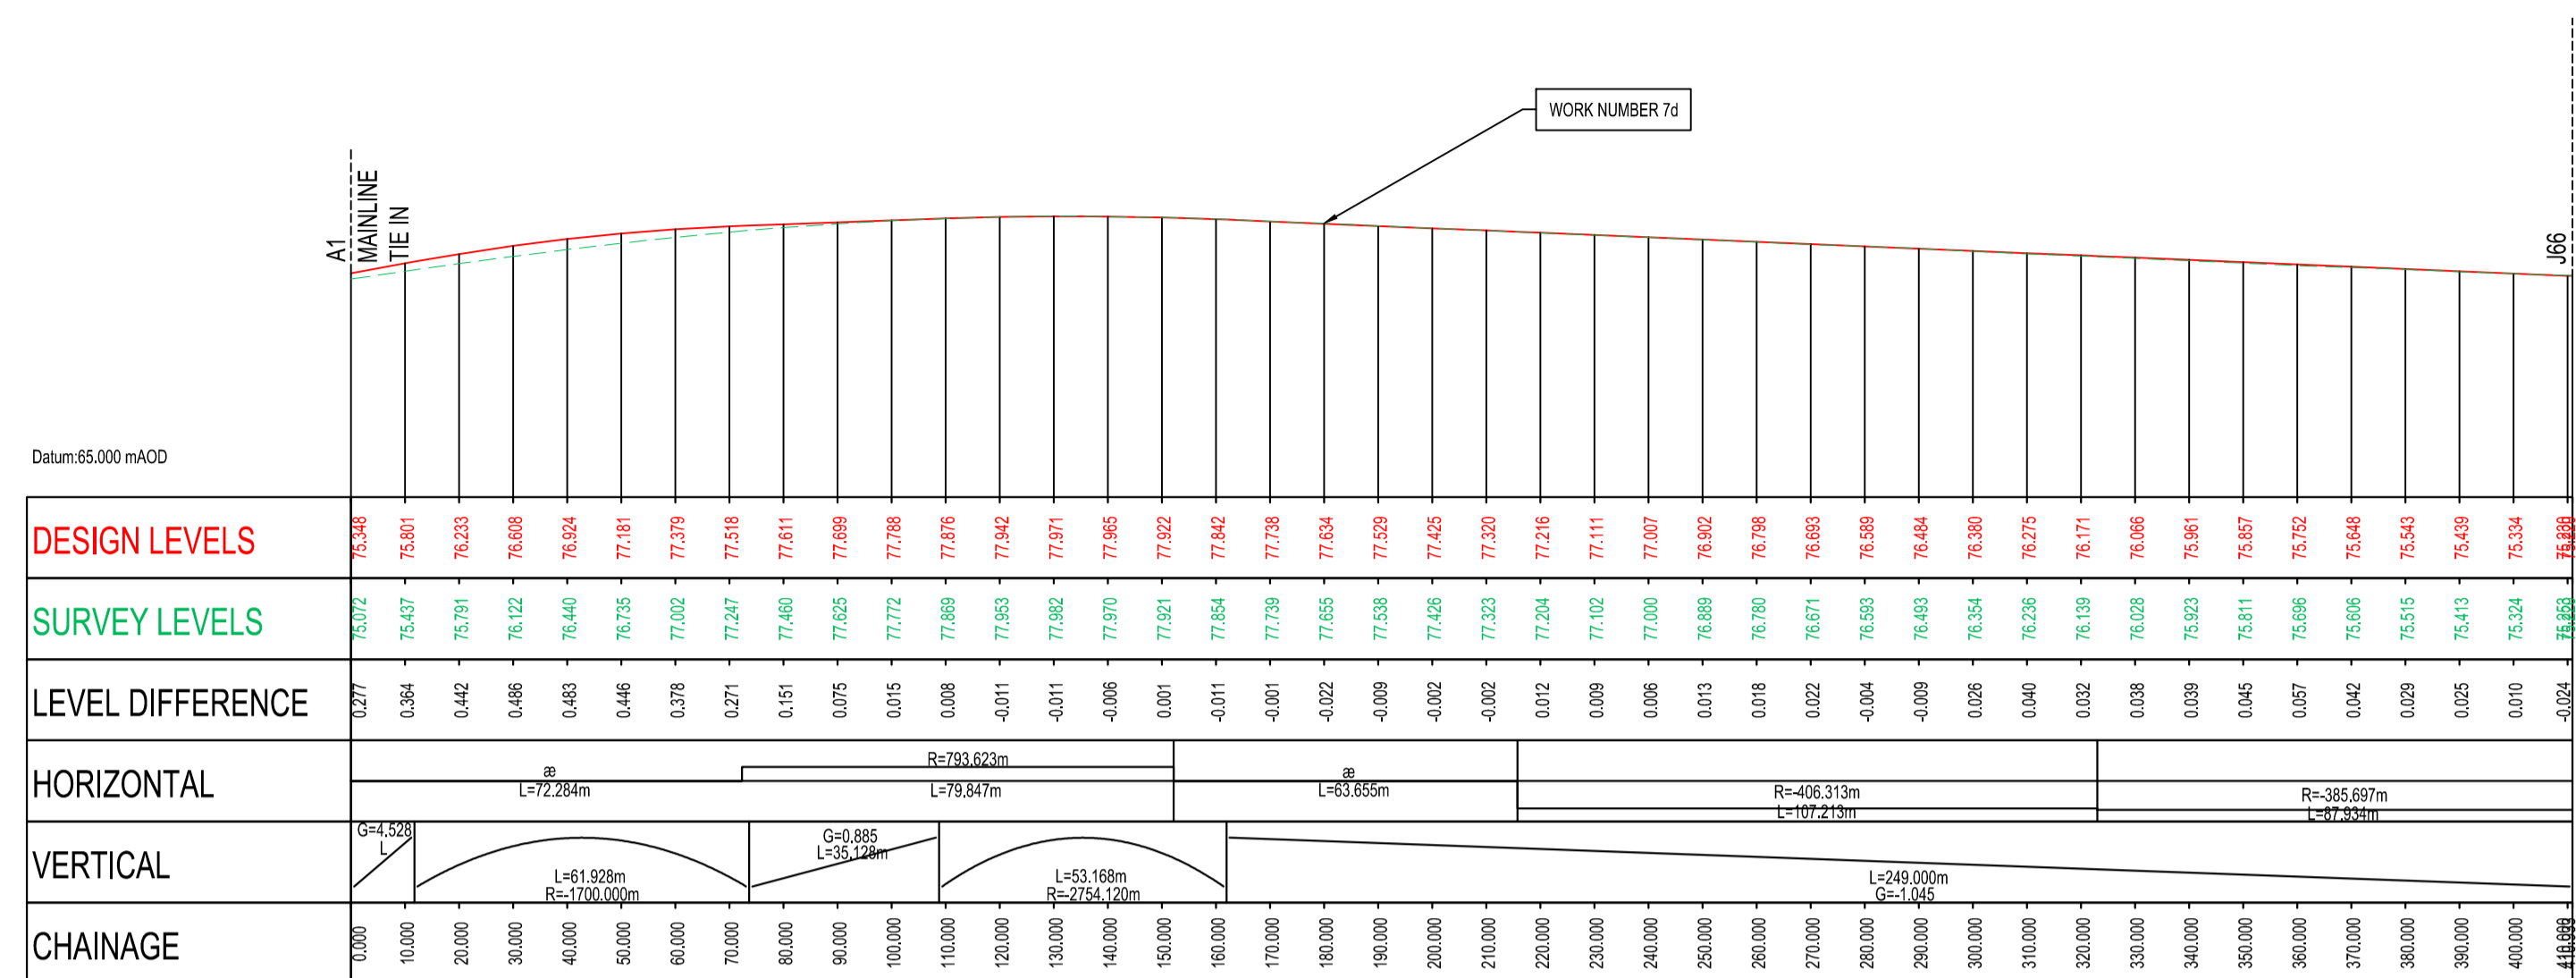 WORK NUMBER 7d
A1
MAINLINE
TIE IN
J66
Datum:65.000 mAOD
DESIGN LEVELS 75.348 75.801 76.233 76.608 76.924 77.181 77.379 77.518 77.611 77.699 77.788 77.876 77.942 77.971 77.965 77.922 77.842 77.738 77.634 77.529 77.425 77.320 77.216 77.111 77.007 76.902 76.798 76.693 76.589 76.484 76.380 76.275 76.171 76.066 75.961 75.857 75.752 75.648 75.543 75.439 75.334
SURVEY LEVELS 75.072 75.437 75.791 76.122 76.440 76.735 77.002 77.247 77.460 77.625 77.772 77.869 77.953 77.982 77.970 77.921 77.854 77.739 77.655 77.538 77.426 77.323 77.204 77.102 77.000 76.889 76.780 76.671 76.593 76.493 76.354 76.236 76.139 76.028 75.923 75.811 75.696 75.606 75.515 75.413 75.324
LEVEL DIFFERENCE 0.277 0.364 0.442 0.486 0.483 0.446 0.378 0.271 0.151 0.075 0.015 0.008 -0.011 -0.011 -0.006 0.001 -0.011 -0.001 -0.022 -0.009 -0.002 -0.002 0.012 0.009 0.006 0.013 0.018 0.022 -0.004 -0.009 0.026 0.040 0.032 0.038 0.039 0.045 0.057 0.042 0.029 0.025 0.010 -0.024
HORIZONTAL
æ
L=72.284m
R=793.623m
L=79.847m
æ
L=63.655m
R=-406.313m
L=107.213m
R=-385.697m
L=87.934m
VERTICAL
G=4.528
L
L=61.928m
R=-1700.000m
G=0.885
L=35.128m
L=53.168m
R=-2754.120m
L=249.000m
G=-1.045
CHAINAGE 0.000 10.000 20.000 30.000 40.000 50.000 60.000 70.000 80.000 90.000 100.000 110.000 120.000 130.000 140.000 150.000 160.000 170.000 180.000 190.000 200.000 210.000 220.000 230.000 240.000 250.000 260.000 270.000 280.000 290.000 300.000 310.000 320.000 330.000 340.000 350.000 360.000 370.000 380.000 390.000 400.000